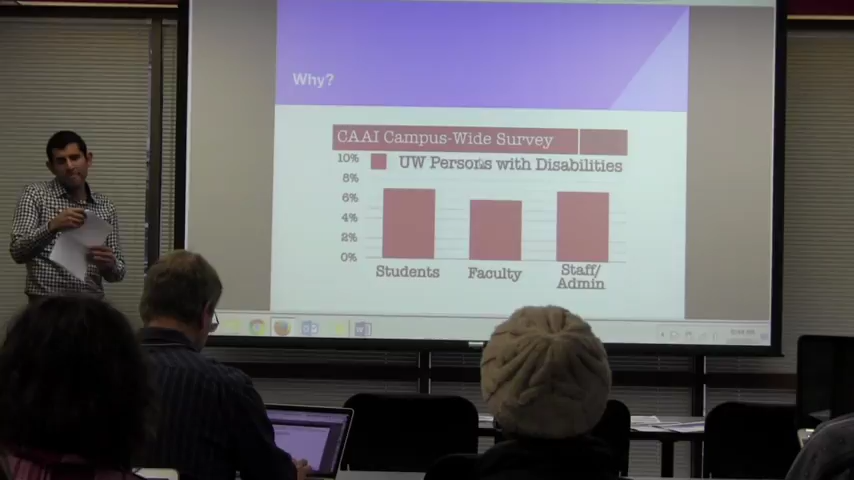 Why?
CAAI Campus-Wide Survey
10%
UW Persons with Disabilities
8%
6%
4%
2%
0%
Students
Faculty
Staff/
Admin